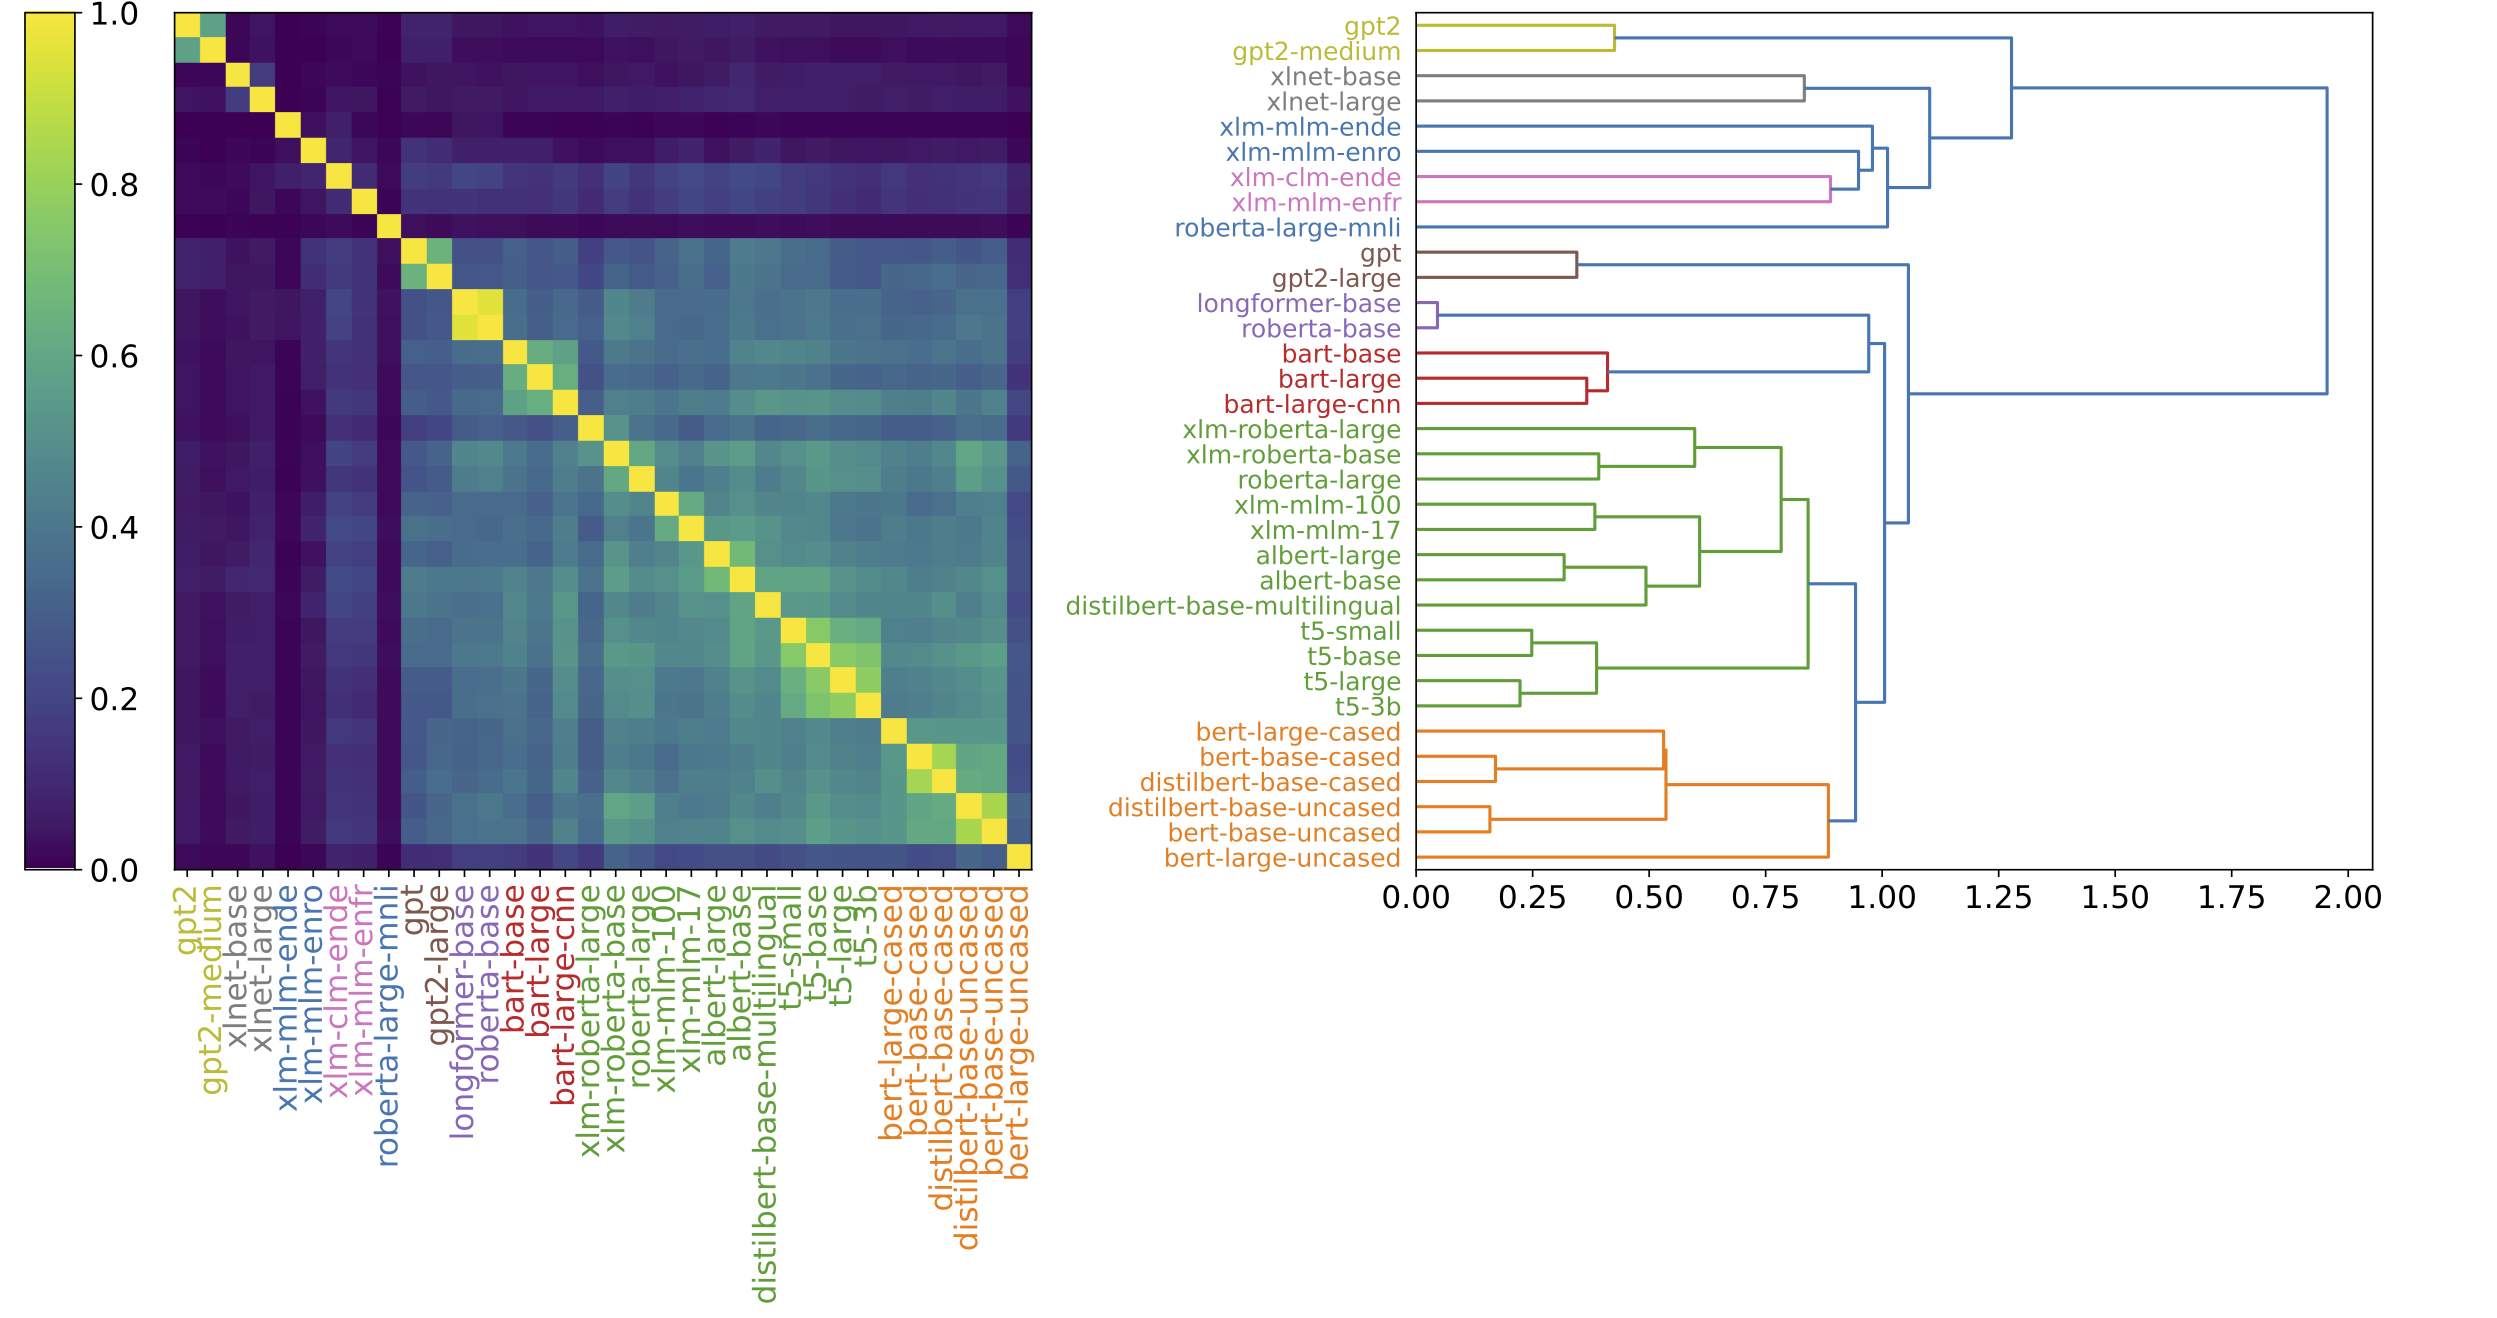 1.0
0.8
0.6
0.4
0.2
0.0
gpt2
gpt2-medium
xlnet-base
xlnet-large
xlm-mlm-ende
xlm-mlm-enro
xlm-clm-ende
xlm-mlm-enfr
roberta-large-mnli
gpt
gpt2-large
longformer-base
roberta-base
bart-base
bart-large
bart-large-cnn
xlm-roberta-large
xlm-roberta-base
roberta-large
xlm-mlm-100
xlm-mlm-17
albert-large
albert-base
distilbert-base-multilingual
t5-small
t5-base
t5-large
t5-3b
bert-large-cased
bert-base-cased
distilbert-base-cased
distilbert-base-uncased
bert-base-uncased
bert-large-uncased
gpt2
gpt2-medium
xlnet-base
xlnet-large
xlm-mlm-ende
xlm-mlm-enro
xlm-clm-ende
xlm-mlm-enfr
roberta-large-mnli
gpt
gpt2-large
longformer-base
roberta-base
bart-base
bart-large
bart-large-cnn
xlm-roberta-large
xlm-roberta-base
roberta-large
xlm-mlm-100
xlm-mlm-17
albert-large
albert-base
distilbert-base-multilingual
t5-small
t5-base
t5-large
t5-3b
bert-large-cased
bert-base-cased
distilbert-base-cased
distilbert-base-uncased
bert-base-uncased
bert-large-uncased
0.00 0.25 0.50 0.75 1.00 1.25 1.50 1.75 2.00